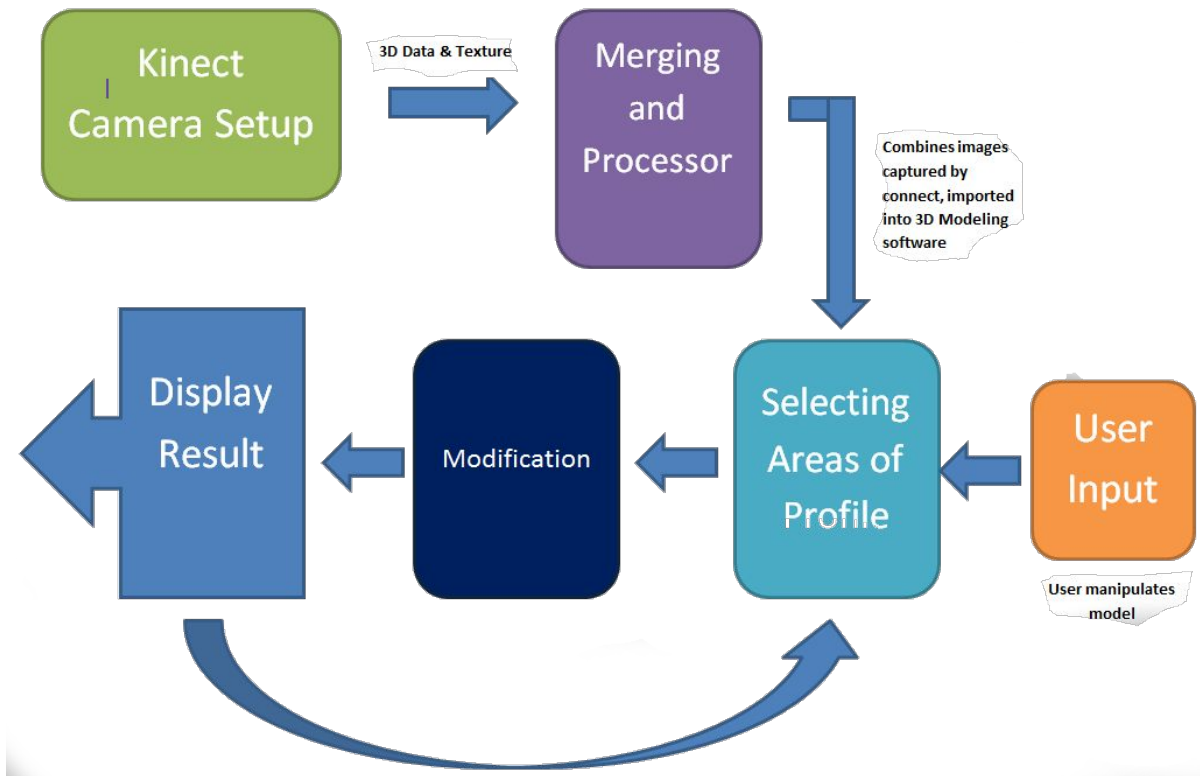 Kinect
Camera Setup
3D Data & Texture
Merging
and
Processor
Combines images
captured by
connect, imported
into 3D Modeling
software
Display
Result
Modification
Selecting
Areas of
Profile
User
Input
User manipulates
model